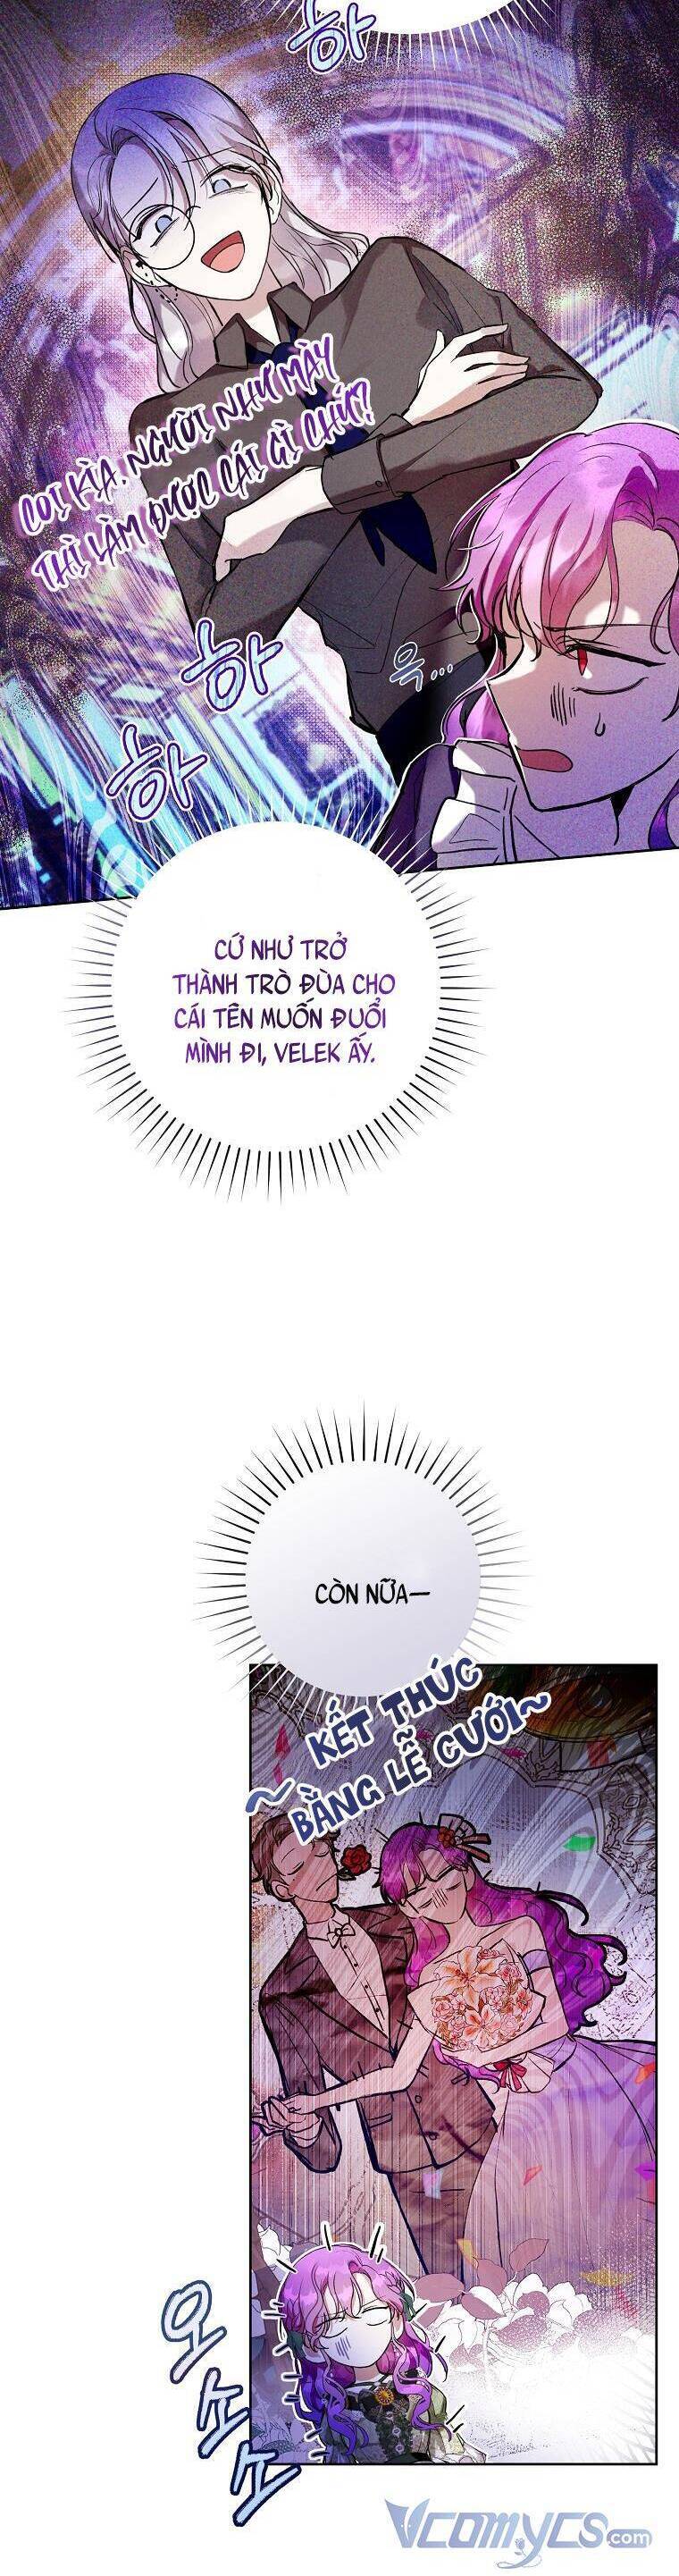 하
COI KÌA, NGƯỜI NHƯ MÀY
THÌ LÀM ĐƯỢC CÁI GÌ CHỨ?
윽...
하
하
CỨ NHƯ TRỞ
THÀNH TRÒ ĐÙA CHO
CÁI TÊN MUỐN ĐUỔI
MÌNH ĐI, VELEK ẤY.
CÒN NỮA—
KẾT THÚC
~ BẰNG LỄ CƯỚI~
오
소
소
VCOMYCS.com